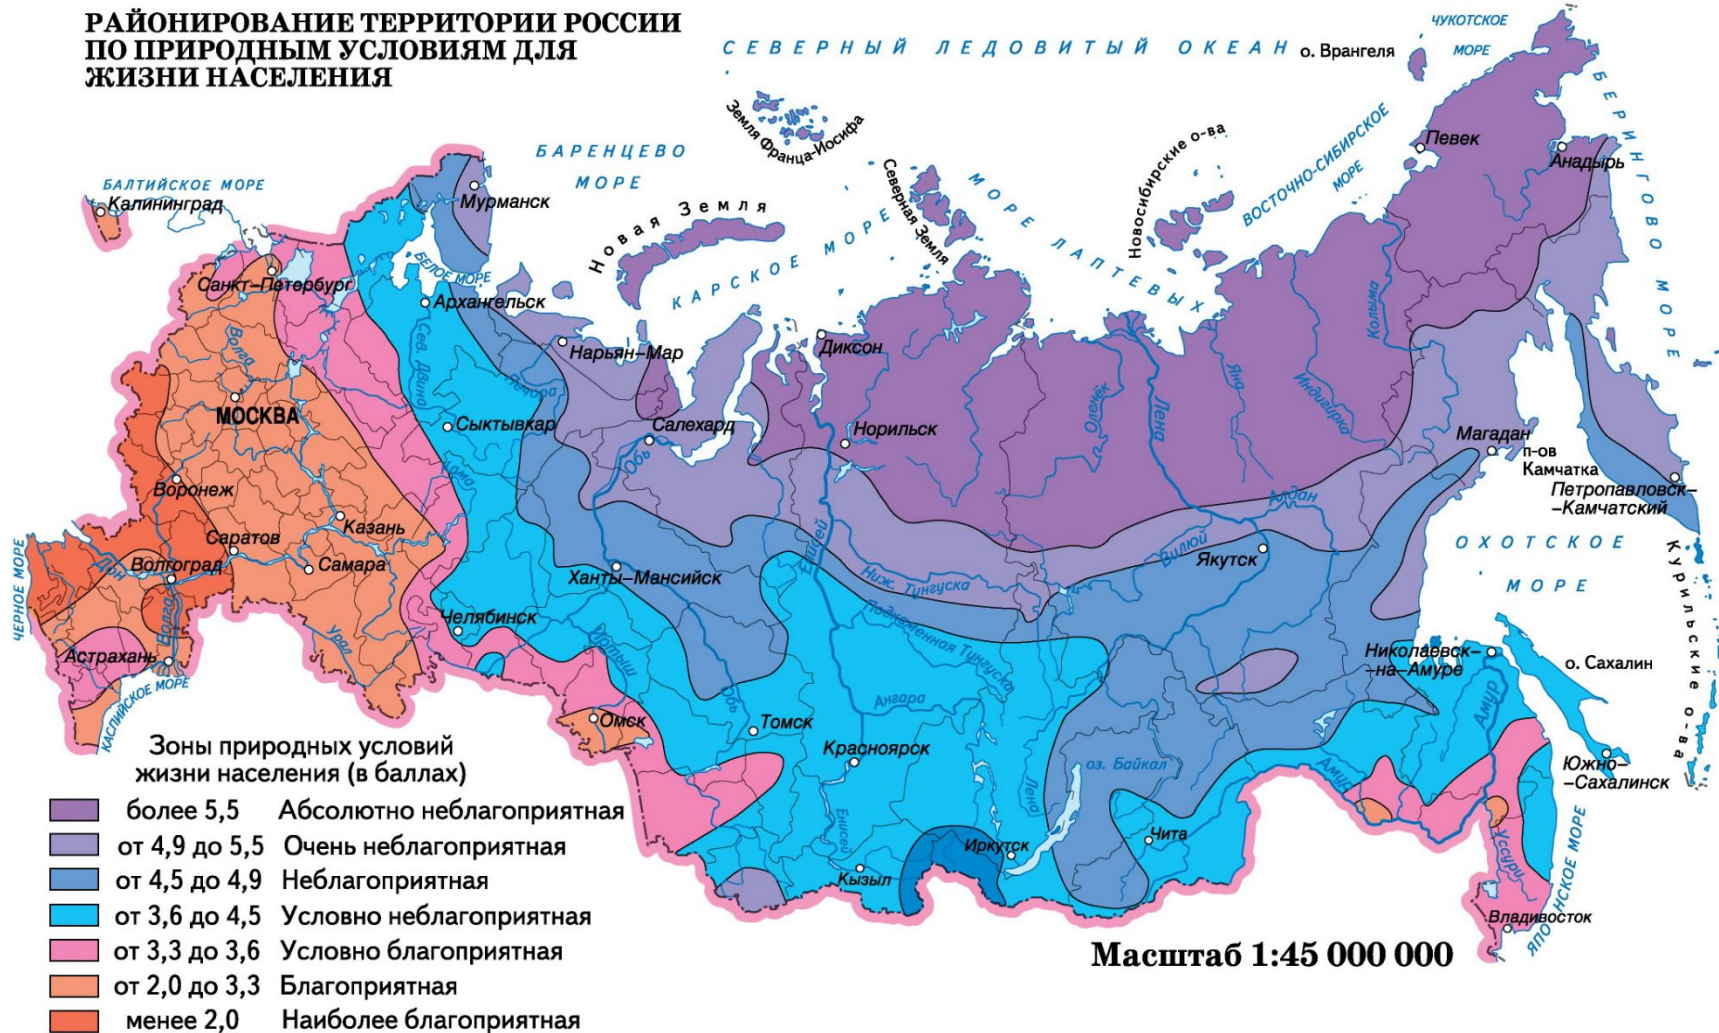 РАЙОНИРОВАНИЕ ТЕРРИТОРИИ РОССИИ
ПО ПРИРОДНЫМ УСЛОВИЯМ ДЛЯ
ЖИЗНИ НАСЕЛЕНИЯ
СЕВЕРНЫЙ ЛЕДОВИТЫЙ ОКЕАН
о. Врангеля
ЧУКОТСКОЕ
МОРЕ
БЕРИНГОВО МОРЕ
Земля Франца-Иосифа
БАРЕНЦЕВО
МОРЕ
Северная Земля
МОРЕ ЛАПТЕВЫХ
Новосибирские о-ва
ВОСТОЧНО-СИБИРСКОЕ
МОРЕ
Певек
Анадырь
БАЛТИЙСКОЕ МОРЕ
Калининград
Мурманск
Новая Земля
КАРСКОЕ МОРЕ
БЕЛОЕ МОРЕ
Санкт-Петербург
Архангельск
Нарьян-Мар
Диксон
Волга
Сев. Двина
Печора
Оленёк
Лена
Яна
Индигирка
Колыма
МОСКВА
Сыктывкар
Салехард
Норильск
Магадан
п-ов
Камчатка
Петропавловск-
-Камчатский
Обь
Кама
Воронеж
Казань
Саратов
Самара
Волгоград
Дон
Волга
Урал
ЧЕРНОЕ МОРЕ
Астрахань
КАСПИЙСКОЕ МОРЕ
Челябинск
Ханты-Мансийск
Иртыш
Обь
Омск
Томск
Енисей
Ниж. Тунгуска
Подкаменная Тунгуска
Ангара
Красноярск
Вилюй
Алдан
Якутск
ОХОТСКОЕ
МОРЕ
Курильские о-ва
Николаевск-
-на-Амуре
о. Сахалин
Амур
Амур
Южно-
-Сахалинск
оз. Байкал
Лена
Чита
Иркутск
Енисей
Кызыл
Уссури
Владивосток
ЯПОНСКОЕ МОРЕ
Зоны природных условий
жизни населения (в баллах)
более 5,5 Абсолютно неблагоприятная
от 4,9 до 5,5 Очень неблагоприятная
от 4,5 до 4,9 Неблагоприятная
от 3,6 до 4,5 Условно неблагоприятная
от 3,3 до 3,6 Условно благоприятная
от 2,0 до 3,3 Благоприятная
менее 2,0 Наиболее благоприятная
Масштаб 1:45 000 000